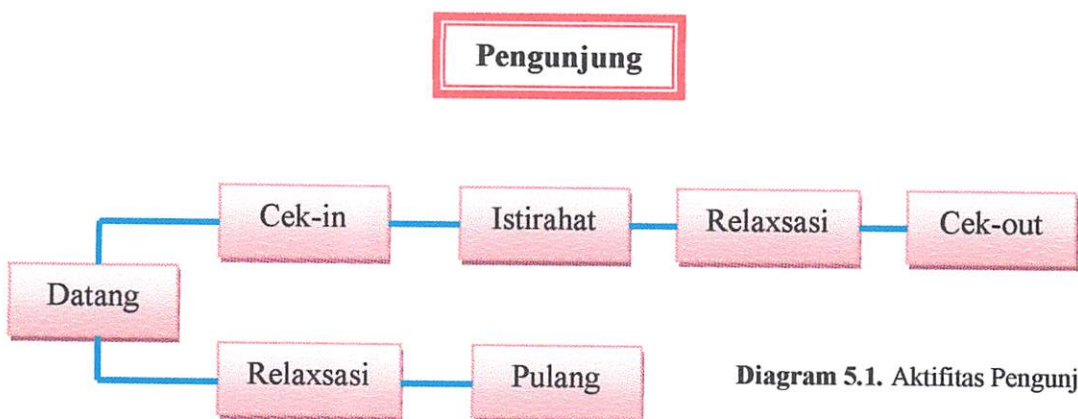 Pengunjung
Cek-in
Istirahat
Relaxsasi
Cek-out
Datang
Relaxsasi
Pulang
Diagram 5.1. Aktifitas Pengunj